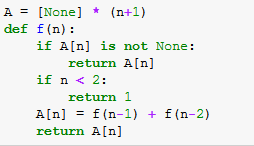 A = [None] * (n+1)
def f(n):
    if A[n] is not None:
        return A[n]
    if n < 2:
        return 1
    A[n] = f(n-1) + f(n-2)
    return A[n]